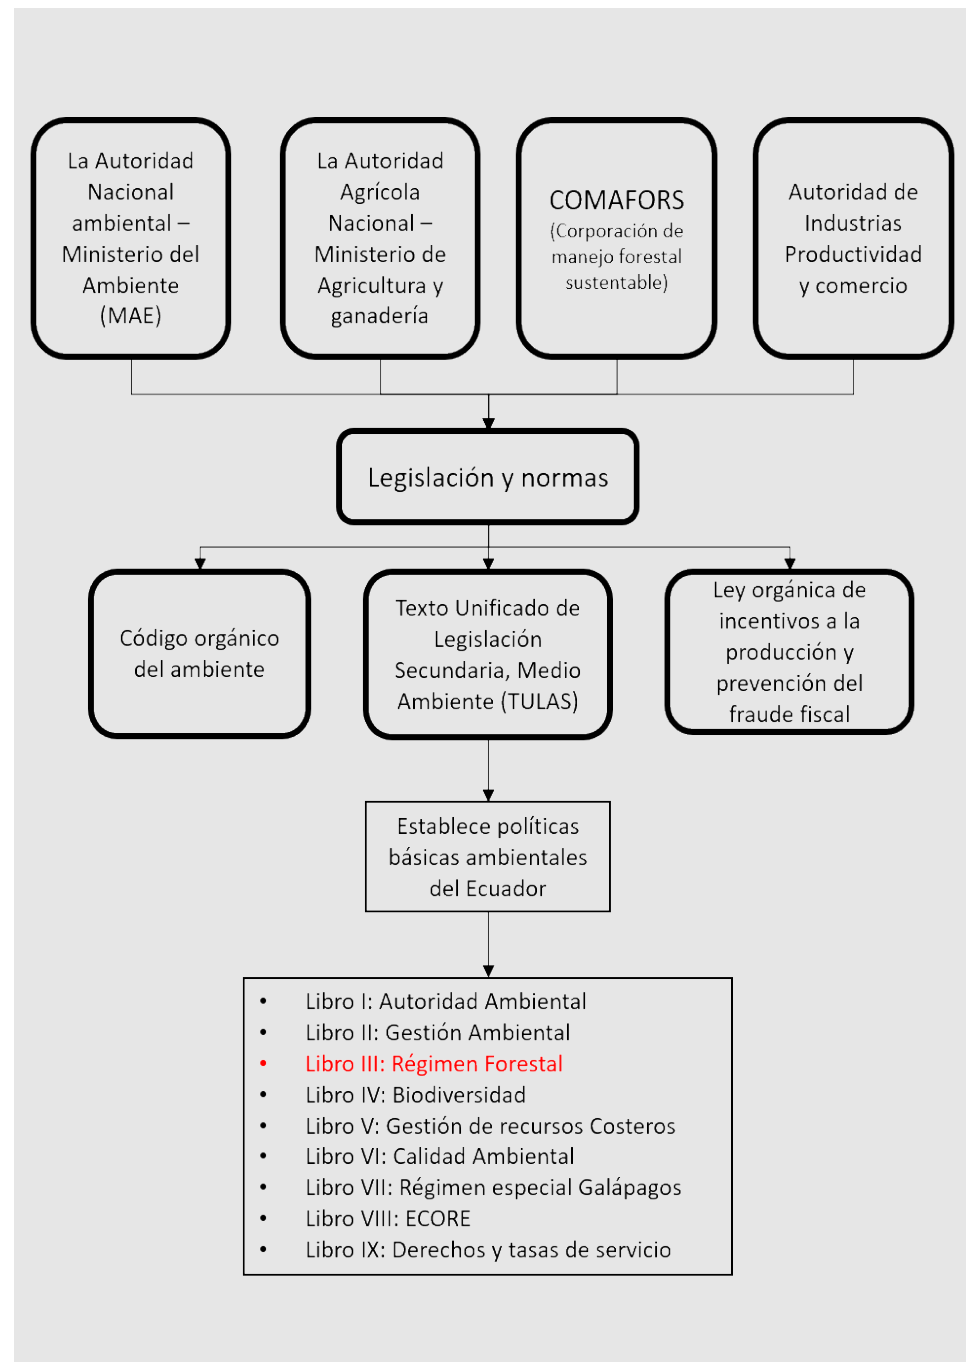 La Autoridad
Nacional
ambiental –
Ministerio del
Ambiente
(MAE)
La Autoridad
Agrícola
Nacional –
Ministerio de
Agricultura y
ganadería
COMAFORS
(Corporación de
manejo forestal
sustentable)
Autoridad de
Industrias
Productividad
y comercio
Legislación y normas
Código orgánico
del ambiente
Texto Unificado de
Legislación
Secundaria, Medio
Ambiente (TULAS)
Ley orgánica de
incentivos a la
producción y
prevención del
fraude fiscal
Establece políticas
básicas ambientales
del Ecuador
• Libro I: Autoridad Ambiental
• Libro II: Gestión Ambiental
• Libro III: Régimen Forestal
• Libro IV: Biodiversidad
• Libro V: Gestión de recursos Costeros
• Libro VI: Calidad Ambiental
• Libro VII: Régimen especial Galápagos
• Libro VIII: ECORE
• Libro IX: Derechos y tasas de servicio